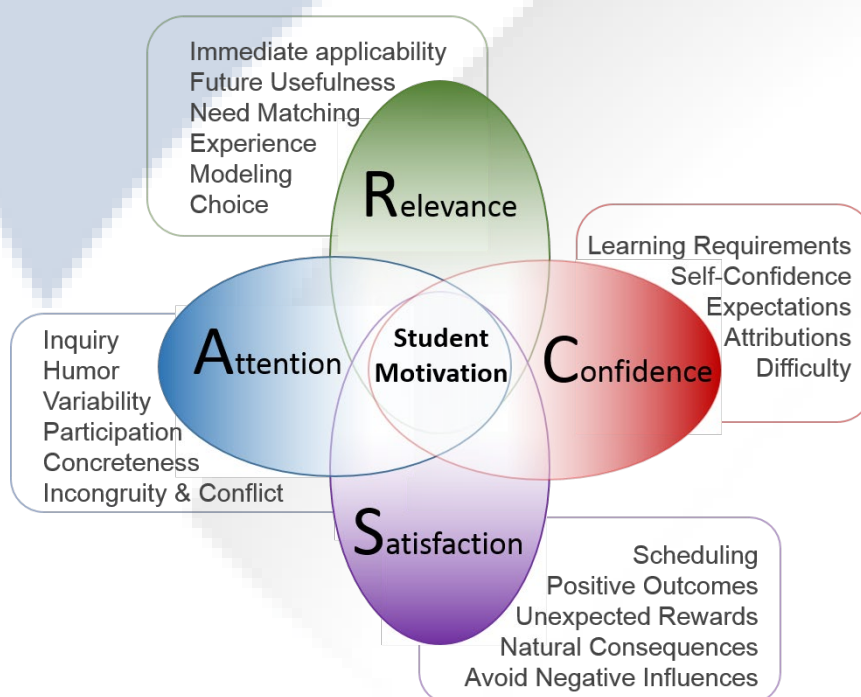 Immediate applicability
Future Usefulness
Need Matching
Experience
Modeling
Choice
Relevance
Learning Requirements
Self-Confidence
Expectations
Attributions
Difficulty
Inquiry
Humor
Variability
Participation
Concreteness
Incongruity & Conflict
Attention
Student
Motivation
Confidence
Satisfaction
Scheduling
Positive Outcomes
Unexpected Rewards
Natural Consequences
Avoid Negative Influences